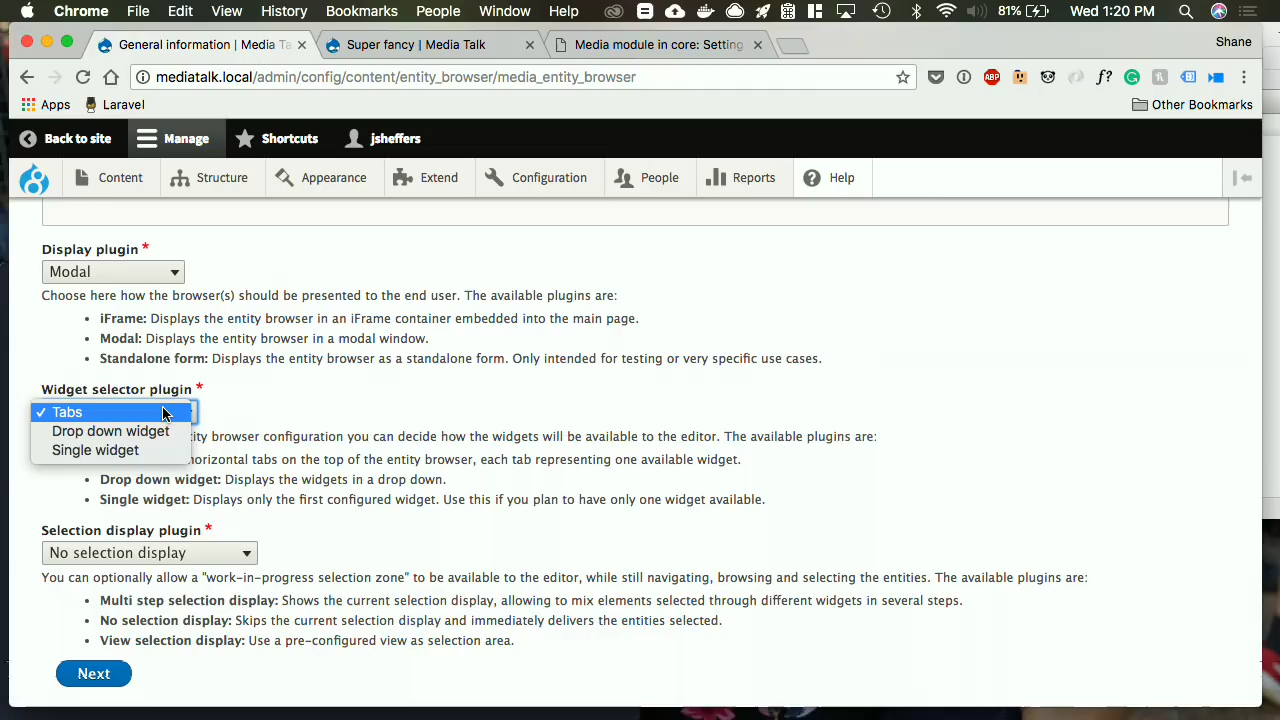 Chrome File Edit View History Bookmarks People Window Help 81% Wed 1:20 PM
General information | Media Ta Super fancy | Media Talk Media module in core: Setting Shane
mediatalk.local/admin/config/content/entity_browser/media_entity_browser ABP f?
Apps Laravel Other Bookmarks
Back to site Manage Shortcuts jsheffers
Content Structure Appearance Extend Configuration People Reports Help
Display plugin *
Modal
Choose here how the browser(s) should be presented to the end user. The available plugins are:
• iFrame: Displays the entity browser in an iFrame container embedded into the main page.
• Modal: Displays the entity browser in a modal window.
• Standalone form: Displays the entity browser as a standalone form. Only intended for testing or very specific use cases.
Widget selector plugin *
✓ Tabs
Drop down widget
Single widget
ity browser configuration you can decide how the widgets will be available to the editor. The available plugins are:
horizontal tabs on the top of the entity browser, each tab representing one available widget.
• Drop down widget: Displays the widgets in a drop down.
• Single widget: Displays only the first configured widget. Use this if you plan to have only one widget available.
Selection display plugin *
No selection display
You can optionally allow a "work-in-progress selection zone" to be available to the editor, while still navigating, browsing and selecting the entities. The available plugins are:
• Multi step selection display: Shows the current selection display, allowing to mix elements selected through different widgets in several steps.
• No selection display: Skips the current selection display and immediately delivers the entities selected.
• View selection display: Use a pre-configured view as selection area.
Next